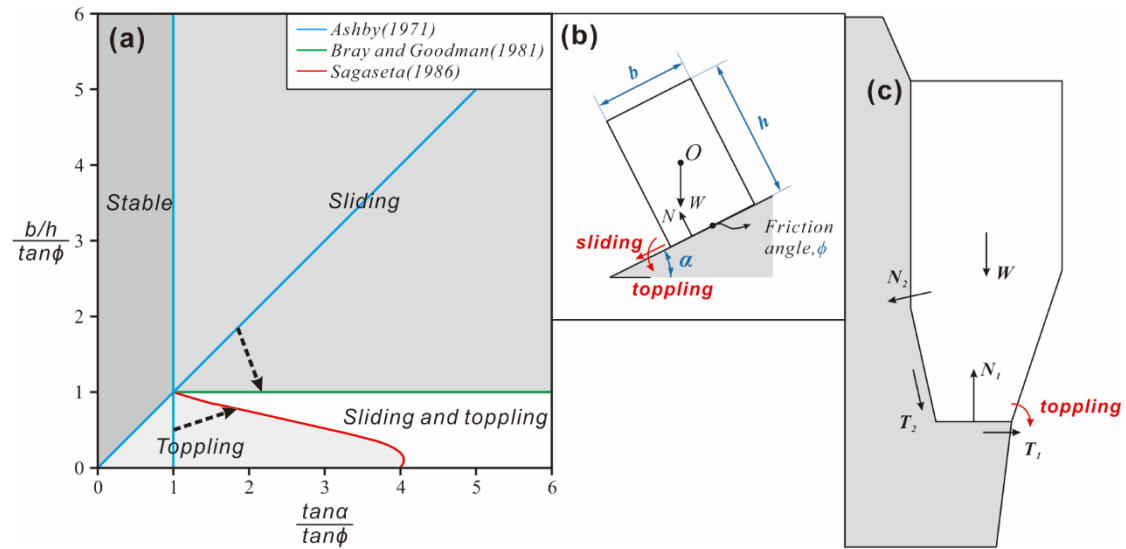 (a)
Ashby(1971)
Bray and Goodman(1981)
Sagaseta(1986)
6
5
4
3
2
1
0
b/h
tanϕ
Stable
Sliding
Sliding and toppling
Toppling
0
1
2
3
4
5
6
tanα
tanϕ
(b)
b
h
O
N
W
sliding
α
toppling
Friction
angle,ϕ
(c)
W
N₂
N₁
toppling
T₂
T₁